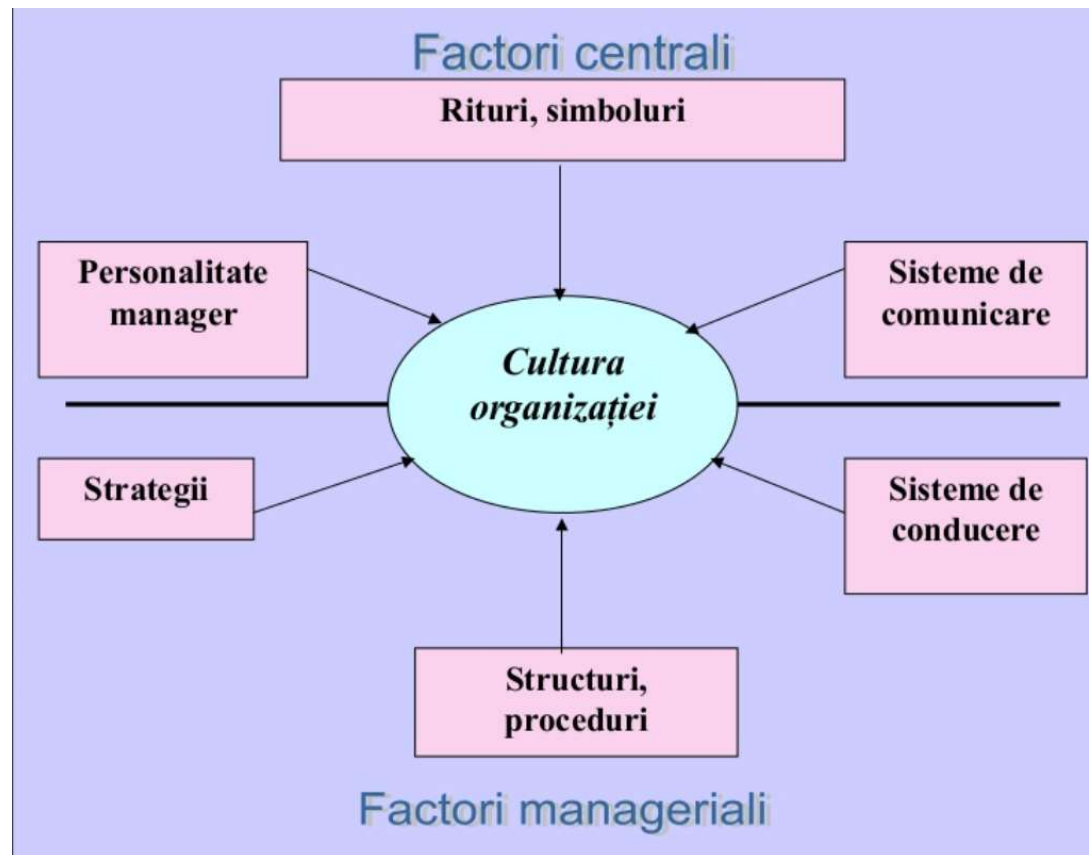 Factori centrali
Rituri, simboluri
Personalitate
manager
Sisteme de
comunicare
Cultura
organizației
Strategii
Sisteme de
conducere
Structuri,
proceduri
Factori manageriali